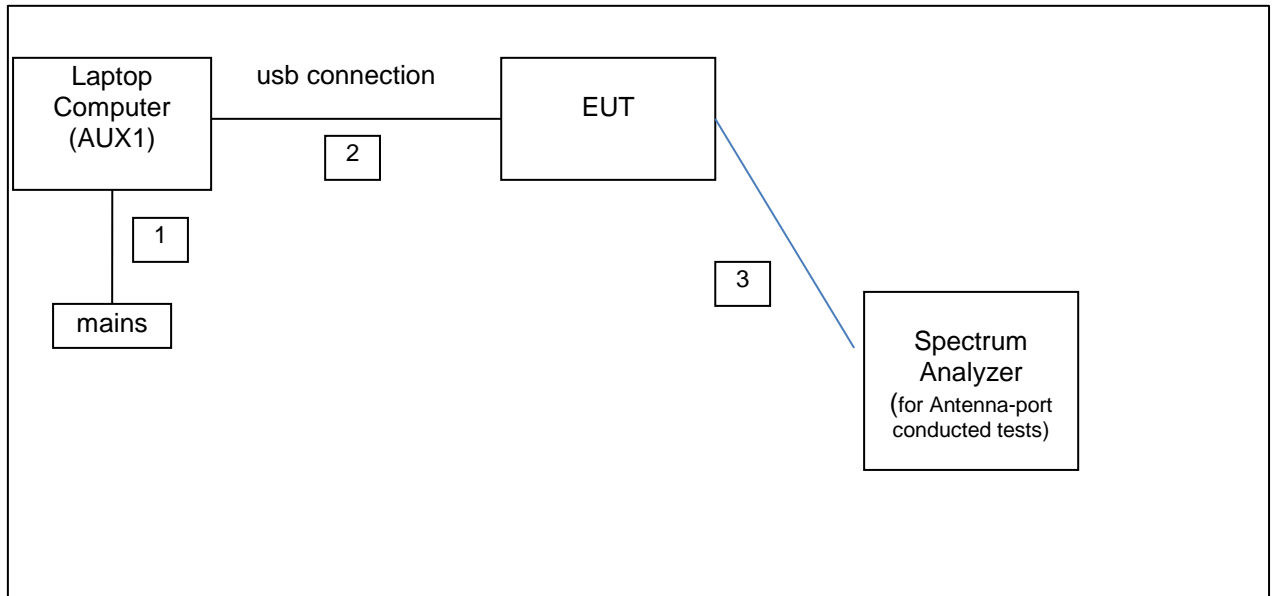 Laptop
Computer
(AUX1)
usb connection
EUT
2
1
3
mains
Spectrum
Analyzer
(for Antenna-port
conducted tests)